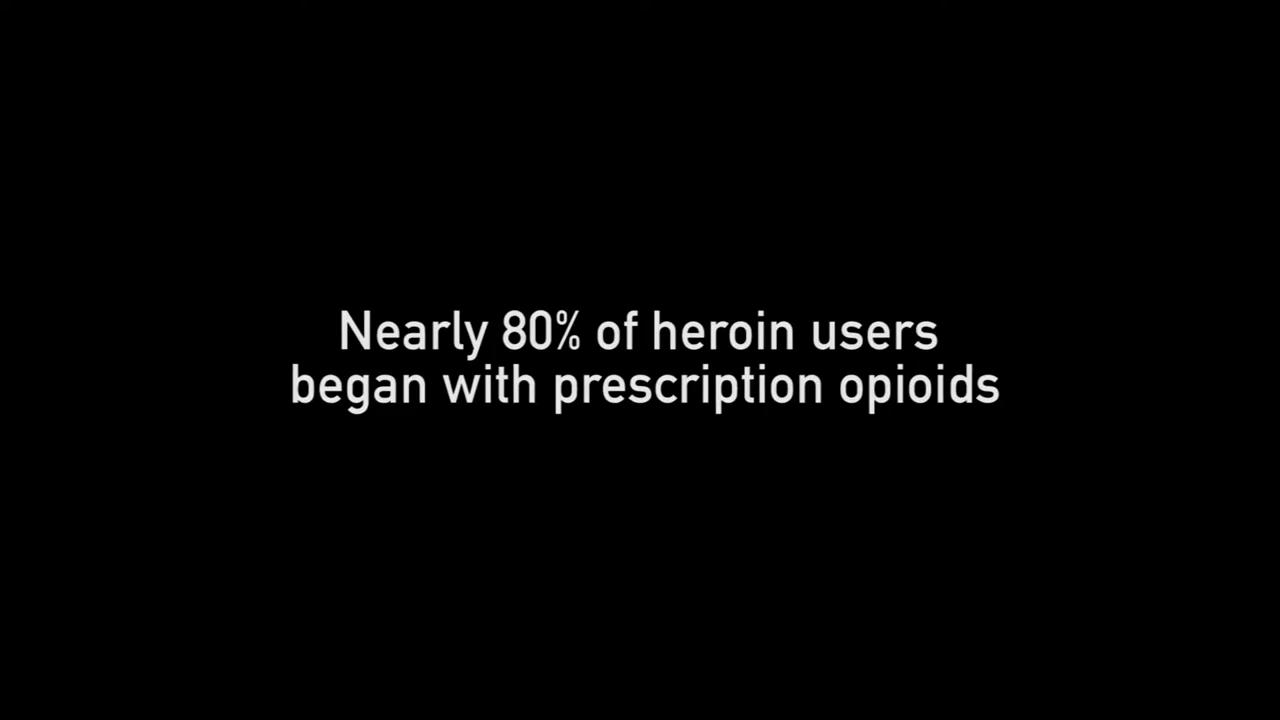 Nearly 80% of heroin users
began with prescription opioids